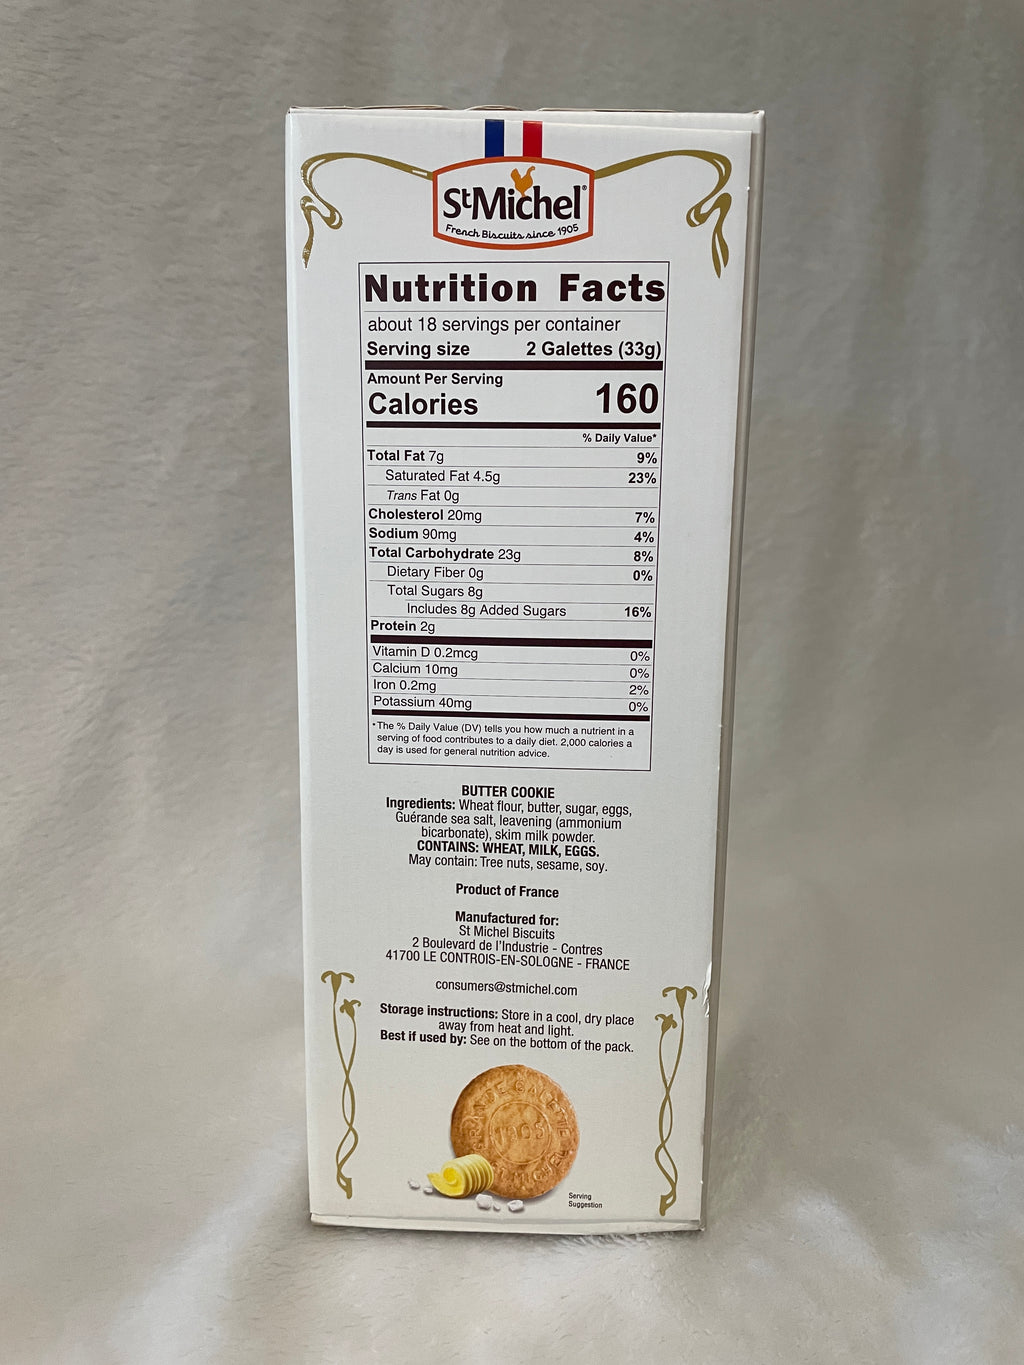 StMichel®
French Biscuits since 1905
Nutrition Facts
about 18 servings per container
Serving size 2 Galettes (33g)
Amount Per Serving
Calories 160
% Daily Value*
Total Fat 7g 9%
Saturated Fat 4.5g 23%
Trans Fat 0g
Cholesterol 20mg 7%
Sodium 90mg 4%
Total Carbohydrate 23g 8%
Dietary Fiber 0g 0%
Total Sugars 8g
Includes 8g Added Sugars 16%
Protein 2g
Vitamin D 0.2mcg 0%
Calcium 10mg 0%
Iron 0.2mg 2%
Potassium 40mg 0%
*The % Daily Value (DV) tells you how much a nutrient in a
serving of food contributes to a daily diet. 2,000 calories a
day is used for general nutrition advice.
BUTTER COOKIE
Ingredients: Wheat flour, butter, sugar, eggs,
Guérande sea salt, leavening (ammonium
bicarbonate), skim milk powder.
CONTAINS: WHEAT, MILK, EGGS.
May contain: Tree nuts, sesame, soy.
Product of France
Manufactured for:
St Michel Biscuits
2 Boulevard de l'Industrie - Contres
41700 LE CONTROIS-EN-SOLOGNE - FRANCE
consumers@stmichel.com
Storage instructions: Store in a cool, dry place
away from heat and light.
Best if used by: See on the bottom of the pack.
GRANDE GALETTE
1905
ST MICHEL
Serving
Suggestion